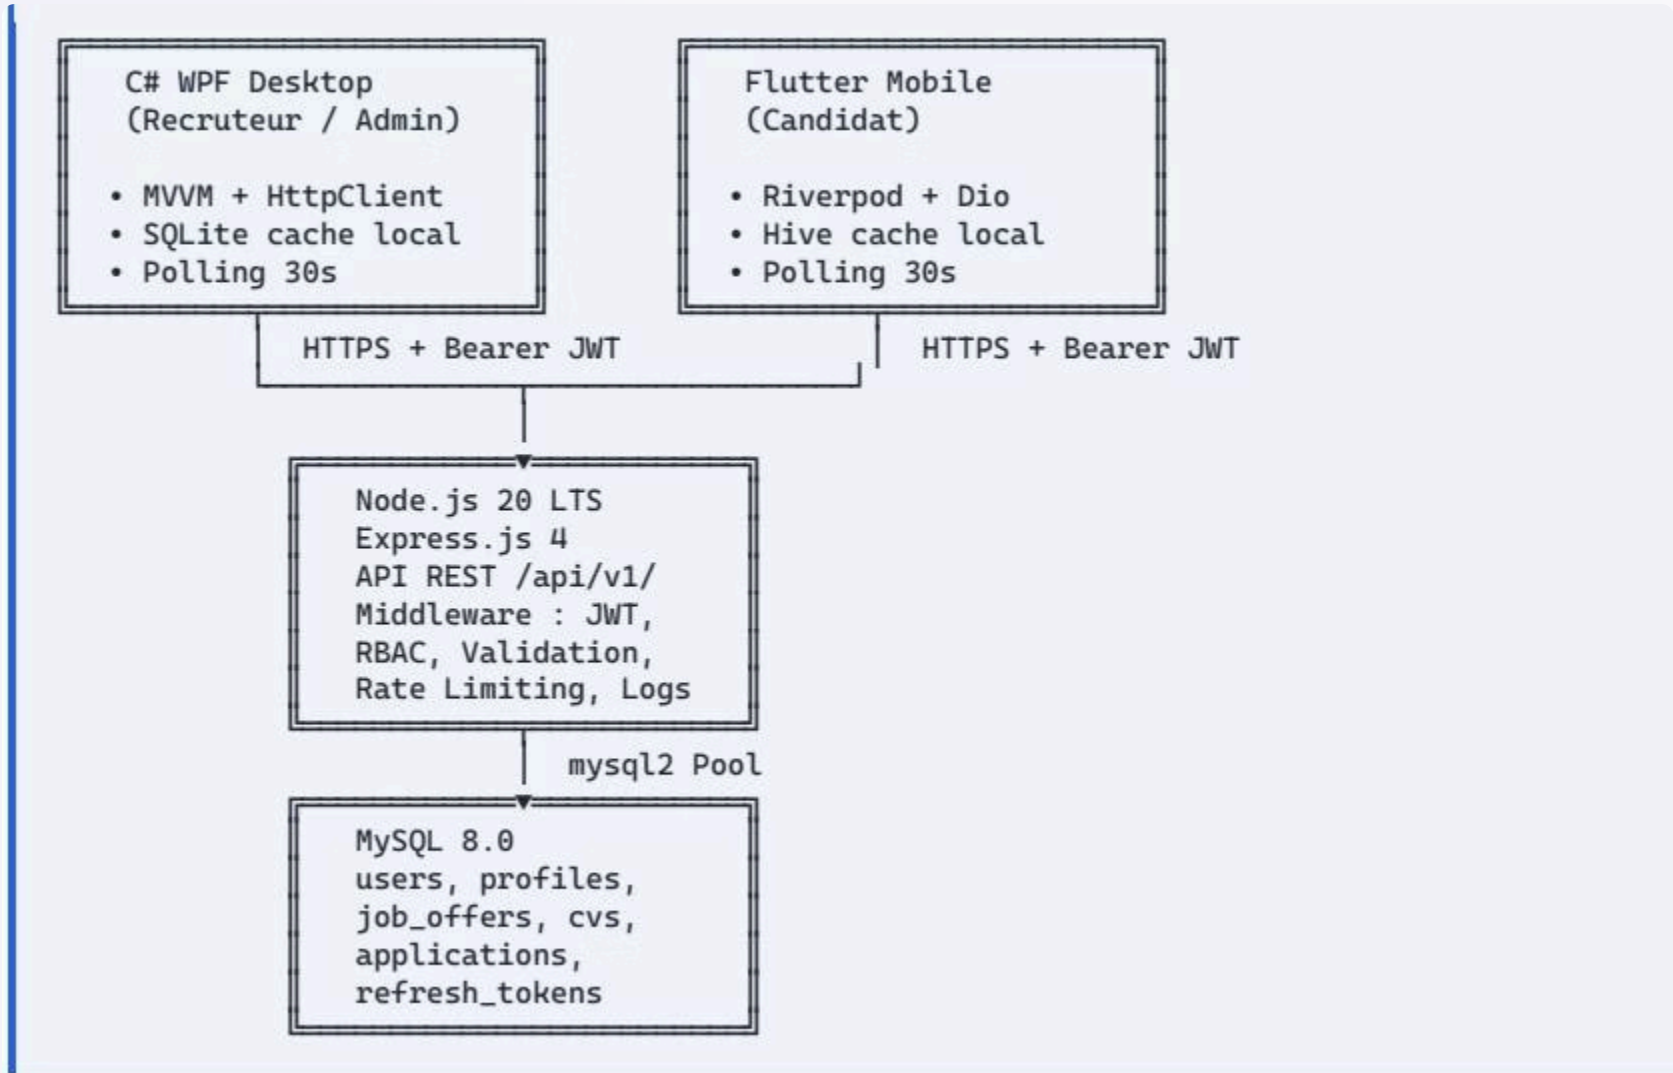 C# WPF Desktop
(Recruteur / Admin)
• MVVM + HttpClient
• SQLite cache local
• Polling 30s
Flutter Mobile
(Candidat)
• Riverpod + Dio
• Hive cache local
• Polling 30s
HTTPS + Bearer JWT
HTTPS + Bearer JWT
Node.js 20 LTS
Express.js 4
API REST /api/v1/
Middleware : JWT,
RBAC, Validation,
Rate Limiting, Logs
mysql2 Pool
MySQL 8.0
users, profiles,
job_offers, cvs,
applications,
refresh_tokens